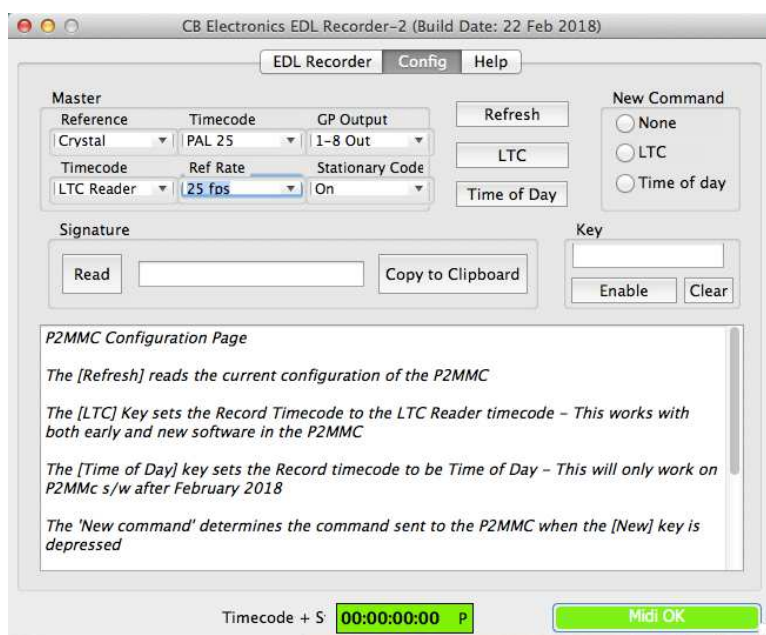 CB Electronics EDL Recorder-2 (Build Date: 22 Feb 2018)
EDL Recorder Config Help
Master
Reference Timecode GP Output
Crystal PAL 25 1-8 Out
Timecode Ref Rate Stationary Code
LTC Reader 25 fps On
Refresh
LTC
Time of Day
New Command
None
LTC
Time of day
Signature
Read Copy to Clipboard
Key
Enable Clear
P2MMC Configuration Page
The [Refresh] reads the current configuration of the P2MMC
The [LTC] Key sets the Record Timecode to the LTC Reader timecode – This works with
both early and new software in the P2MMC
The [Time of Day] key sets the Record timecode to be Time of Day – This will only work on
P2MMc s/w after February 2018
The 'New command' determines the command sent to the P2MMC when the [New] key is
depressed
Timecode + S 00:00:00:00 P Midi OK